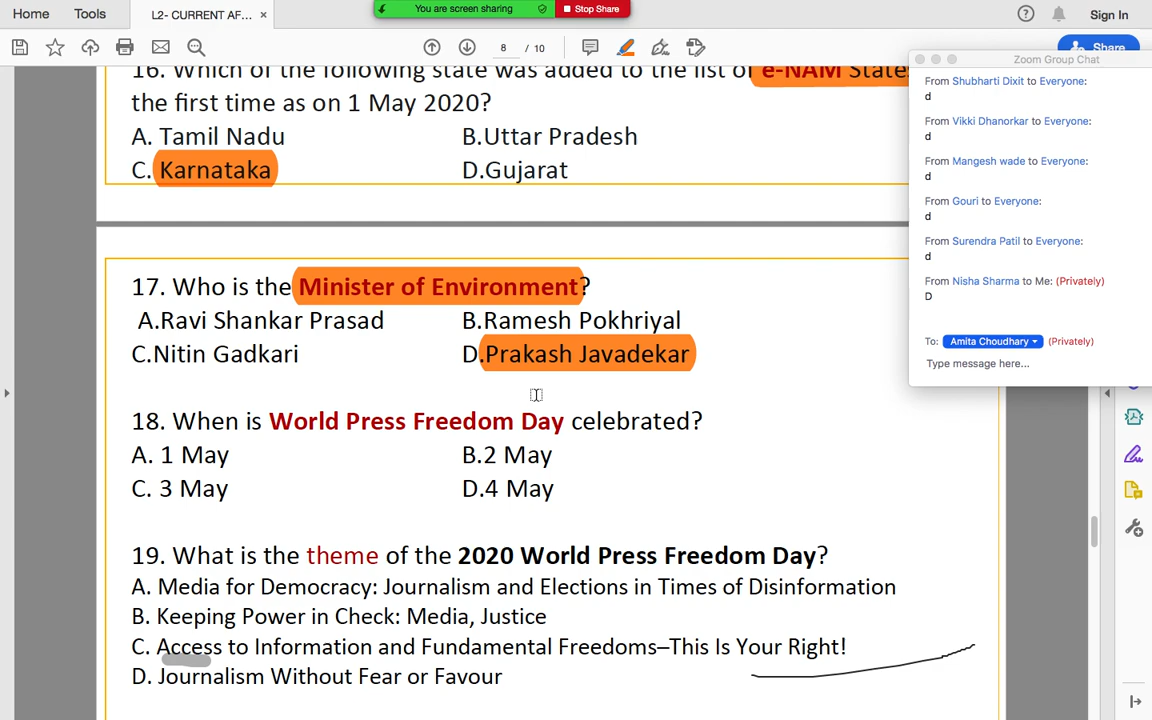 Home Tools L2- CURRENT AF... × You are screen sharing Stop Share Sign In
8 / 10 Share
Zoom Group Chat
16. Which of the following state was added to the list of e-NAM States
the first time as on 1 May 2020?
A. Tamil Nadu B.Uttar Pradesh
C. Karnataka D.Gujarat
17. Who is the Minister of Environment?
A.Ravi Shankar Prasad B.Ramesh Pokhriyal
C.Nitin Gadkari D.Prakash Javadekar
18. When is World Press Freedom Day celebrated?
A. 1 May B.2 May
C. 3 May D.4 May
19. What is the theme of the 2020 World Press Freedom Day?
A. Media for Democracy: Journalism and Elections in Times of Disinformation
B. Keeping Power in Check: Media, Justice
C. Access to Information and Fundamental Freedoms–This Is Your Right!
D. Journalism Without Fear or Favour
From Shubharti Dixit to Everyone:
d
From Vikki Dhanorkar to Everyone:
d
From Mangesh wade to Everyone:
d
From Gouri to Everyone:
d
From Surendra Patil to Everyone:
d
From Nisha Sharma to Me: (Privately)
D
To: Amita Choudhary (Privately)
Type message here...